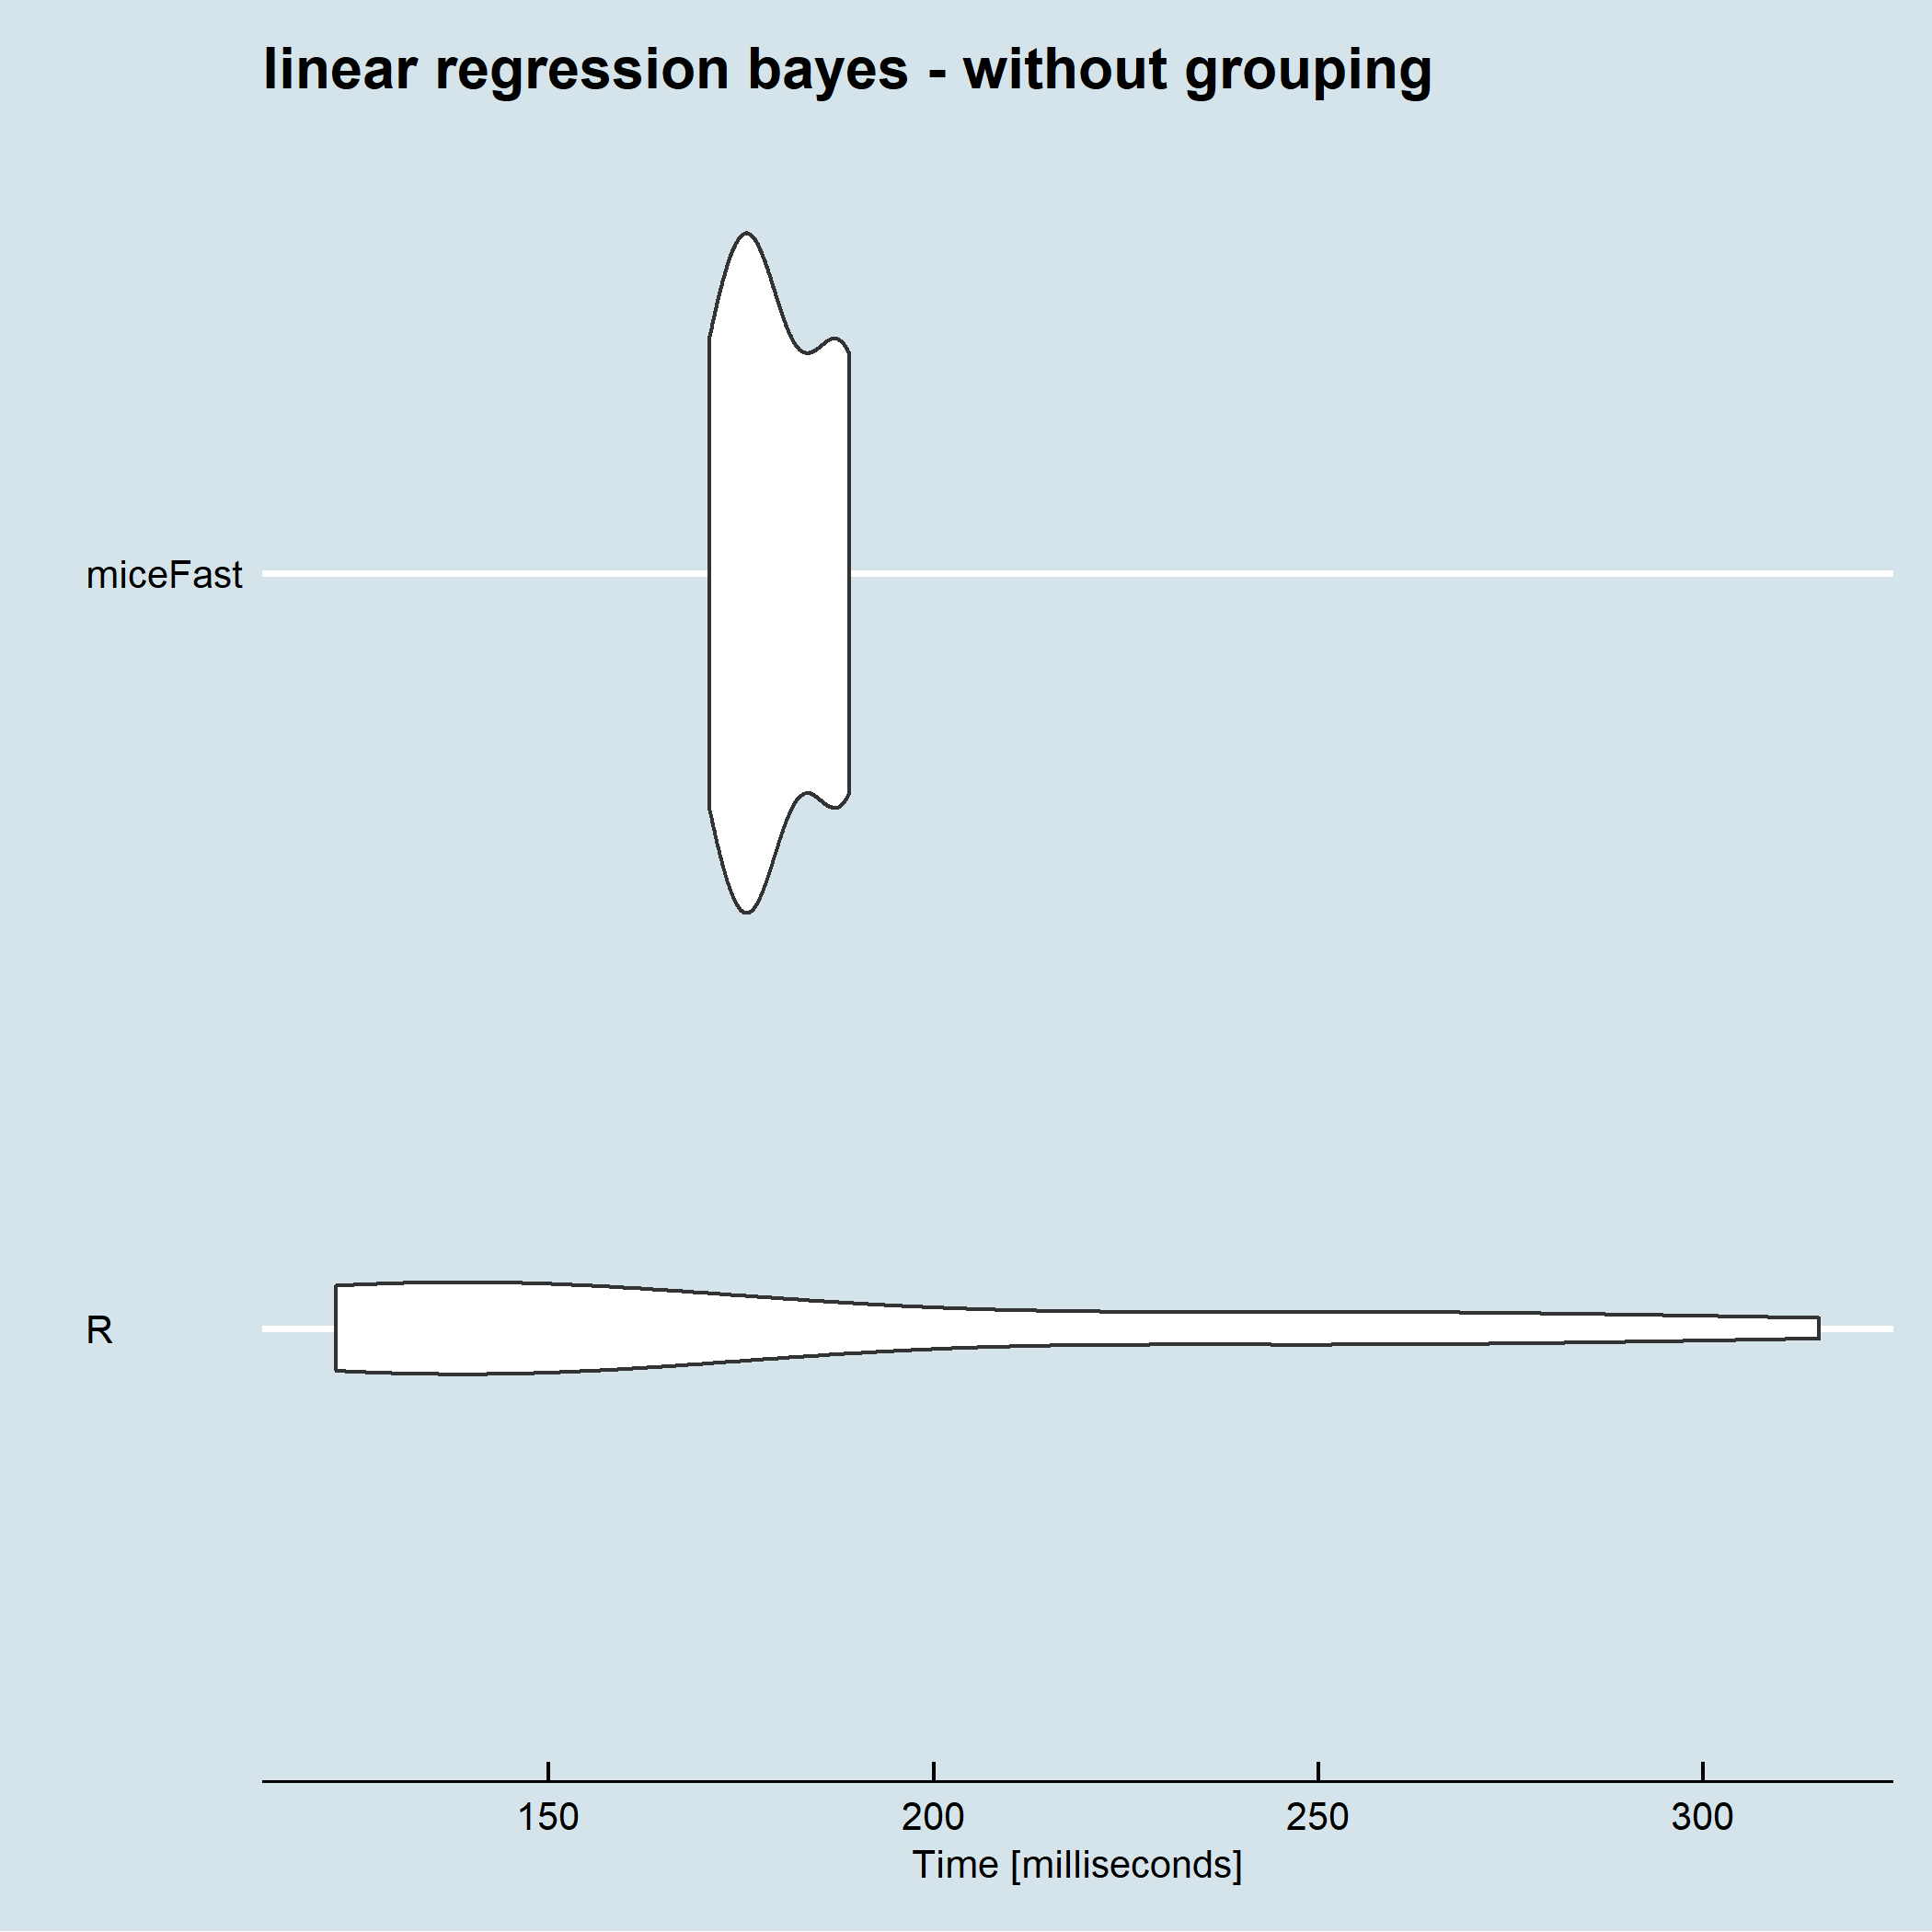 linear regression bayes - without grouping
miceFast
R
150 200 250 300
Time [milliseconds]